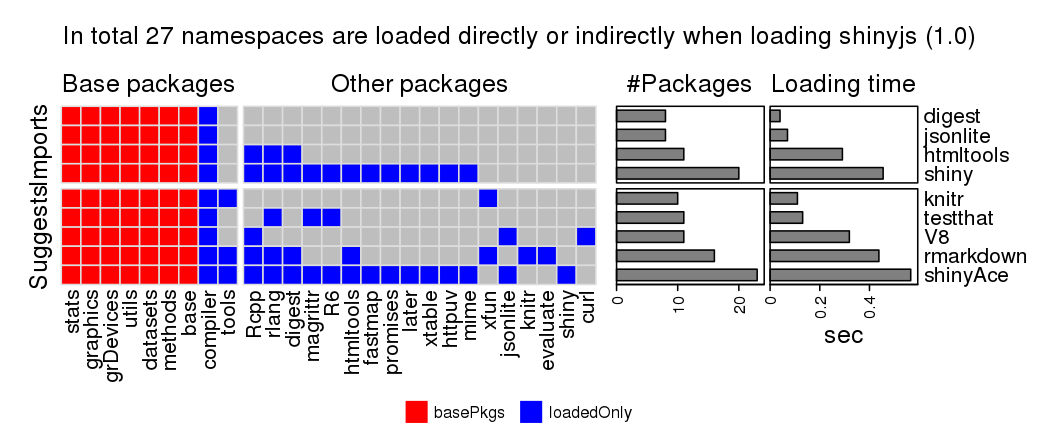 In total 27 namespaces are loaded directly or indirectly when loading shinyjs (1.0)
Base packages
Other packages
#Packages
Loading time
Imports
Suggests
digest
jsonlite
htmltools
shiny
knitr
testthat
V8
rmarkdown
shinyAce
stats
graphics
grDevices
utils
datasets
methods
base
compiler
tools
Rcpp
rlang
digest
magrittr
R6
htmltools
fastmap
promises
later
xtable
httpuv
mime
xfun
jsonlite
knitr
evaluate
shiny
curl
0
10
20
0
0.2
0.4
sec
basePkgs
loadedOnly